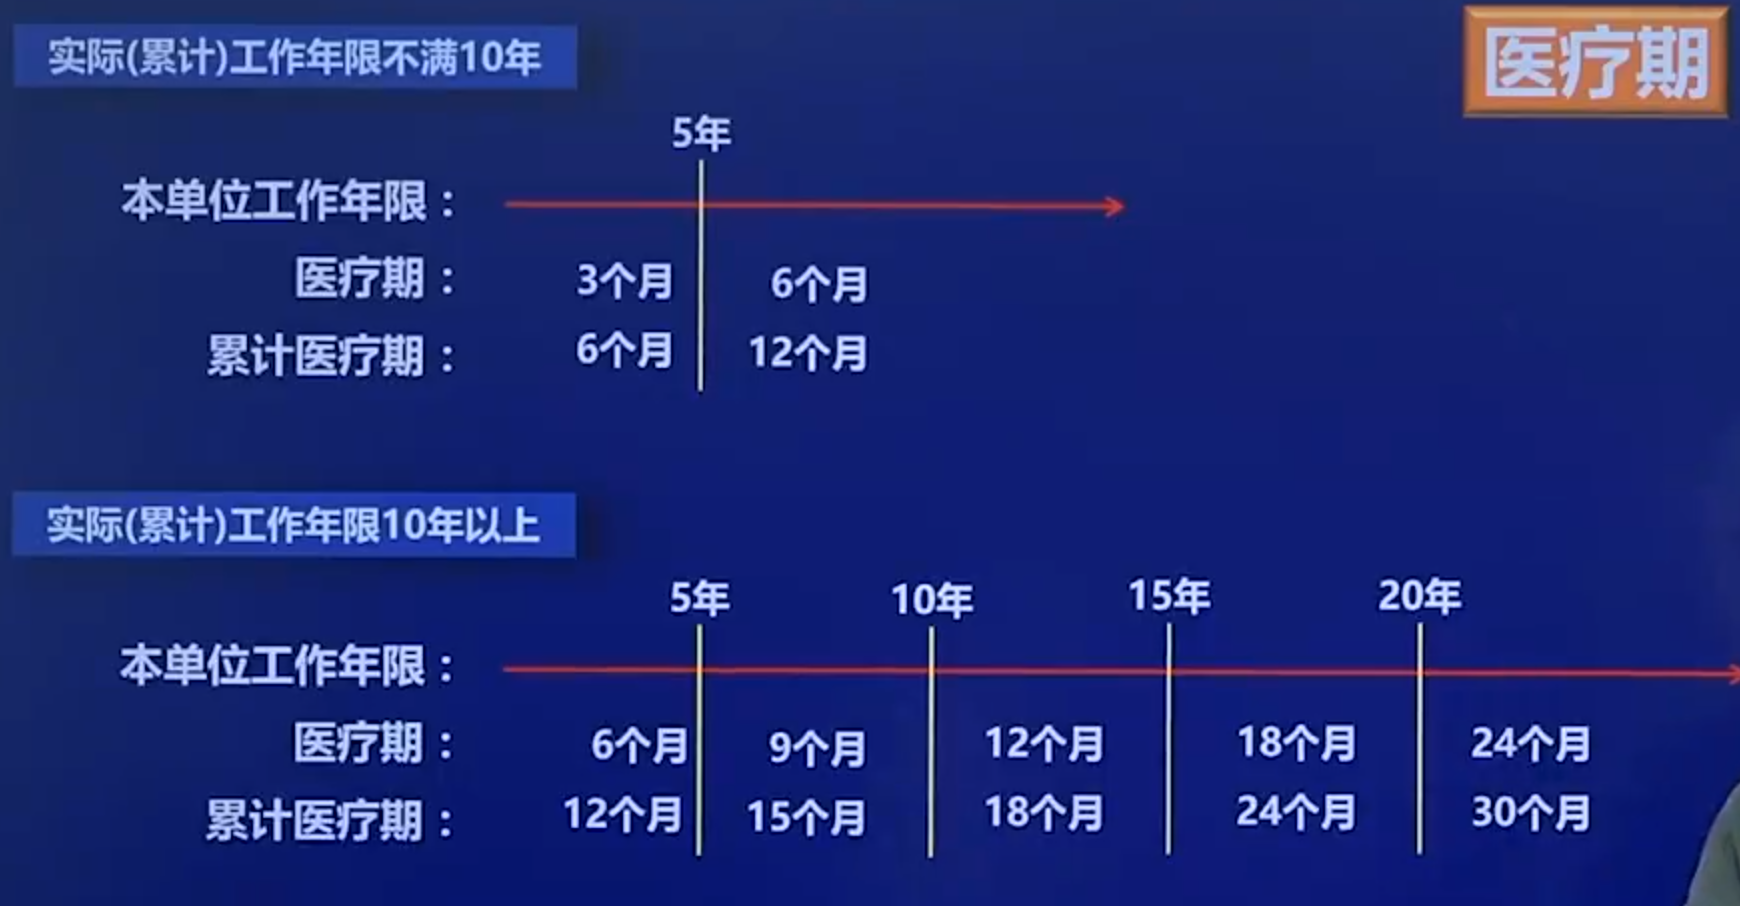 实际(累计)工作年限不满10年
医疗期
5年
本单位工作年限：
医疗期： 3个月 6个月
累计医疗期： 6个月 12个月
实际(累计)工作年限10年以上
5年 10年 15年 20年
本单位工作年限：
医疗期： 6个月 9个月 12个月 18个月 24个月
累计医疗期： 12个月 15个月 18个月 24个月 30个月